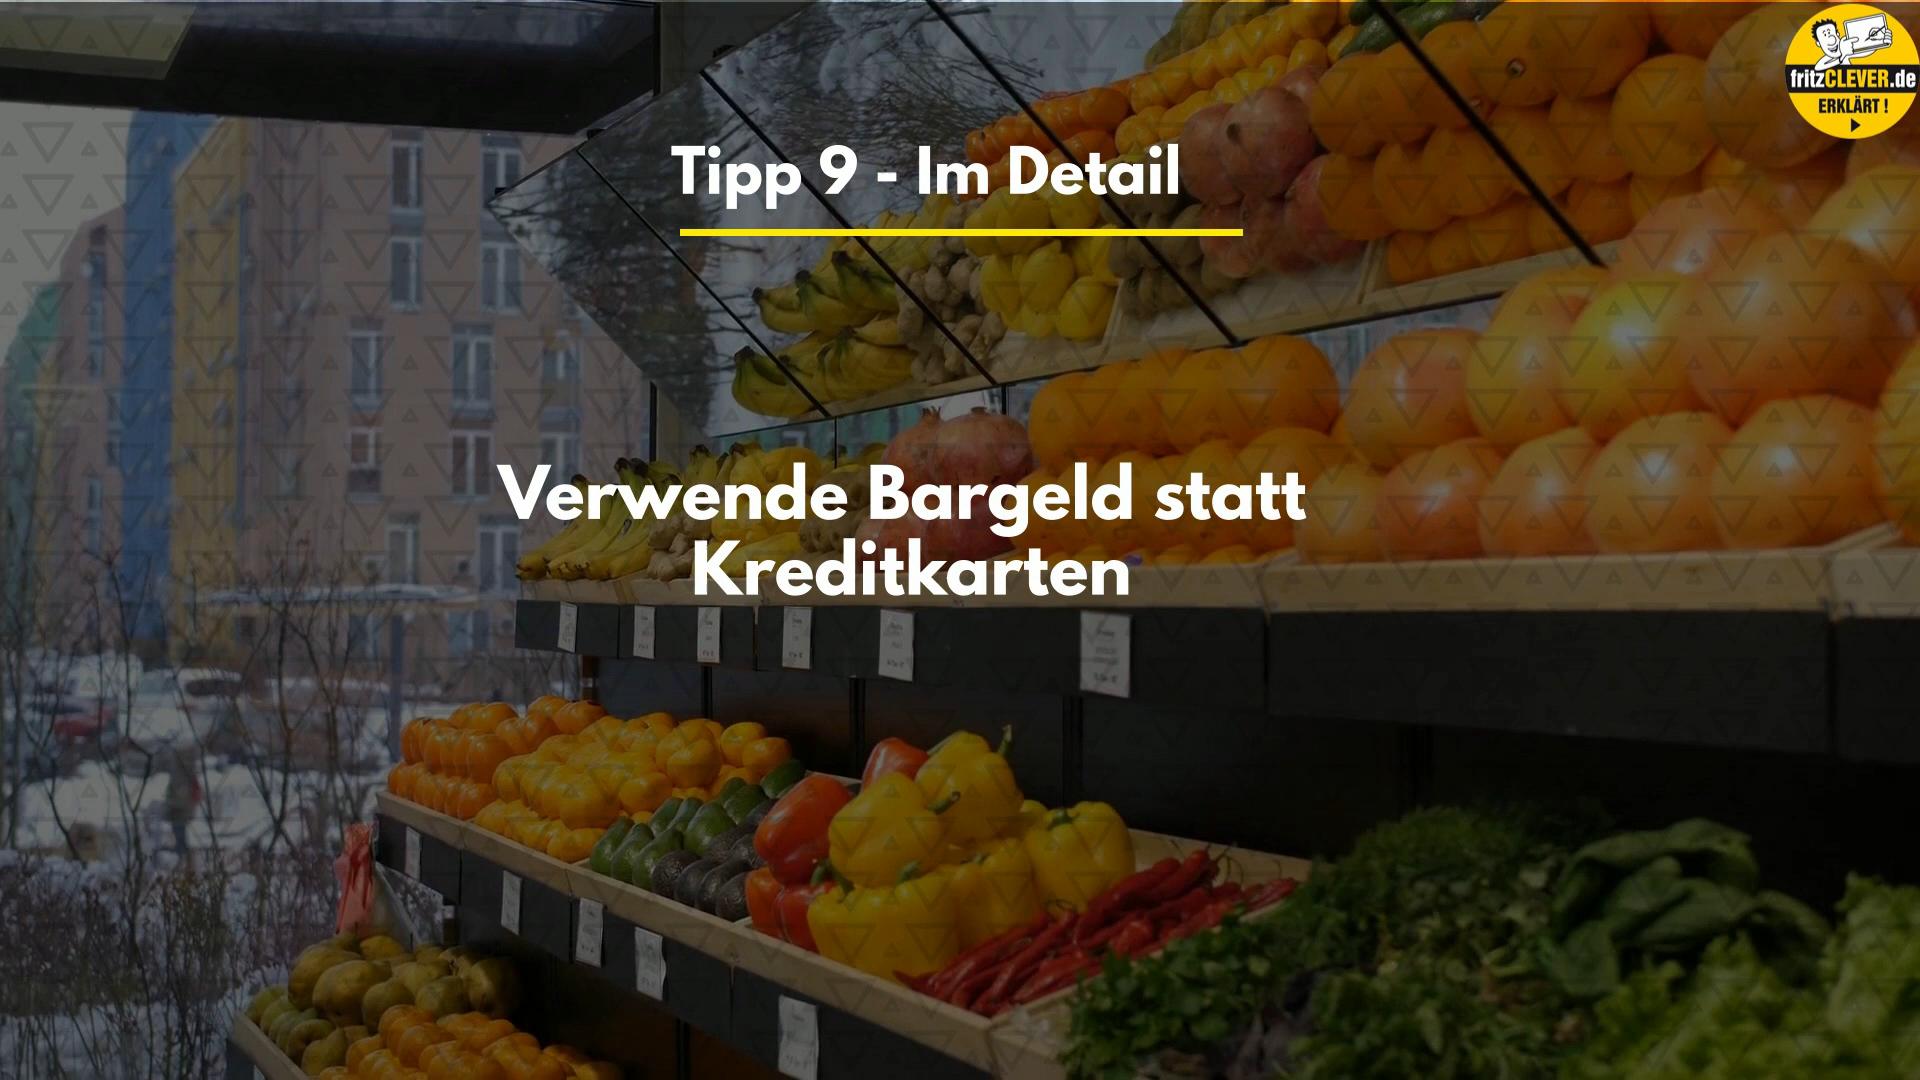 fritzCLEVER.de
ERKLÄRT !
Tipp 9 - Im Detail
Verwende Bargeld statt
Kreditkarten